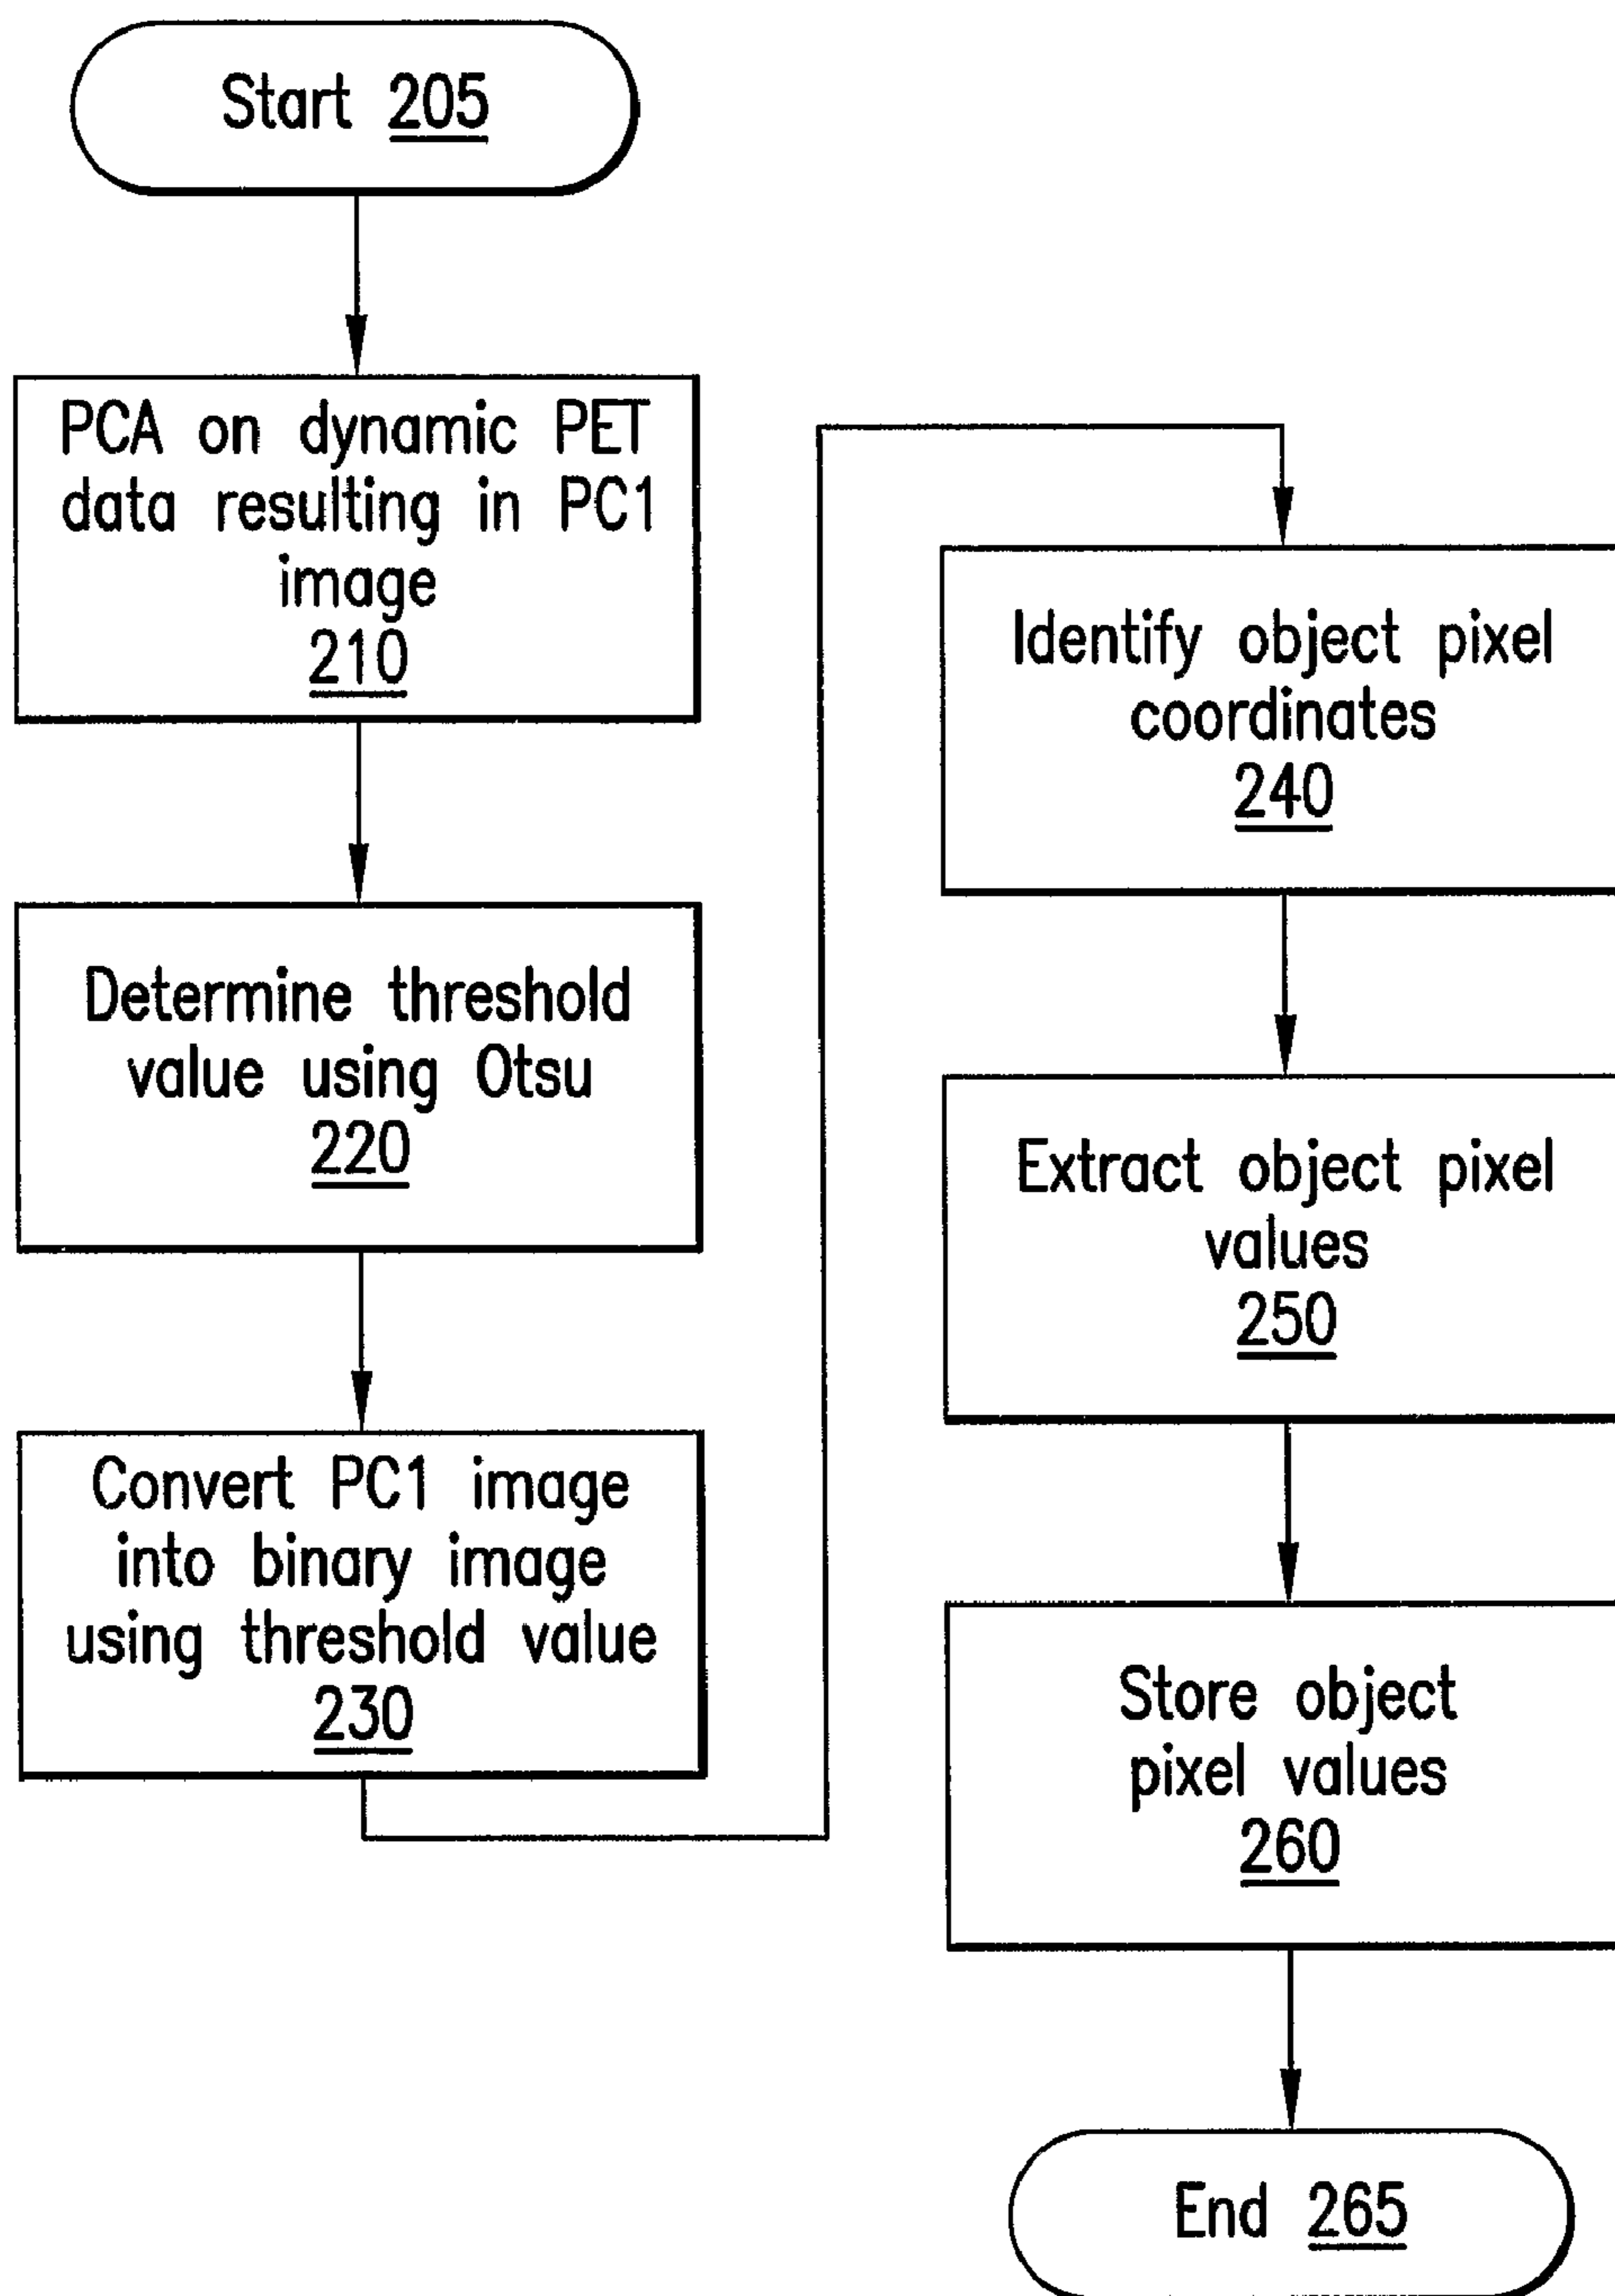 Start 205
PCA on dynamic PET
data resulting in PC1
image
210
Determine threshold
value using Otsu
220
Convert PC1 image
into binary image
using threshold value
230
Identify object pixel
coordinates
240
Extract object pixel
values
250
Store object
pixel values
260
End 265